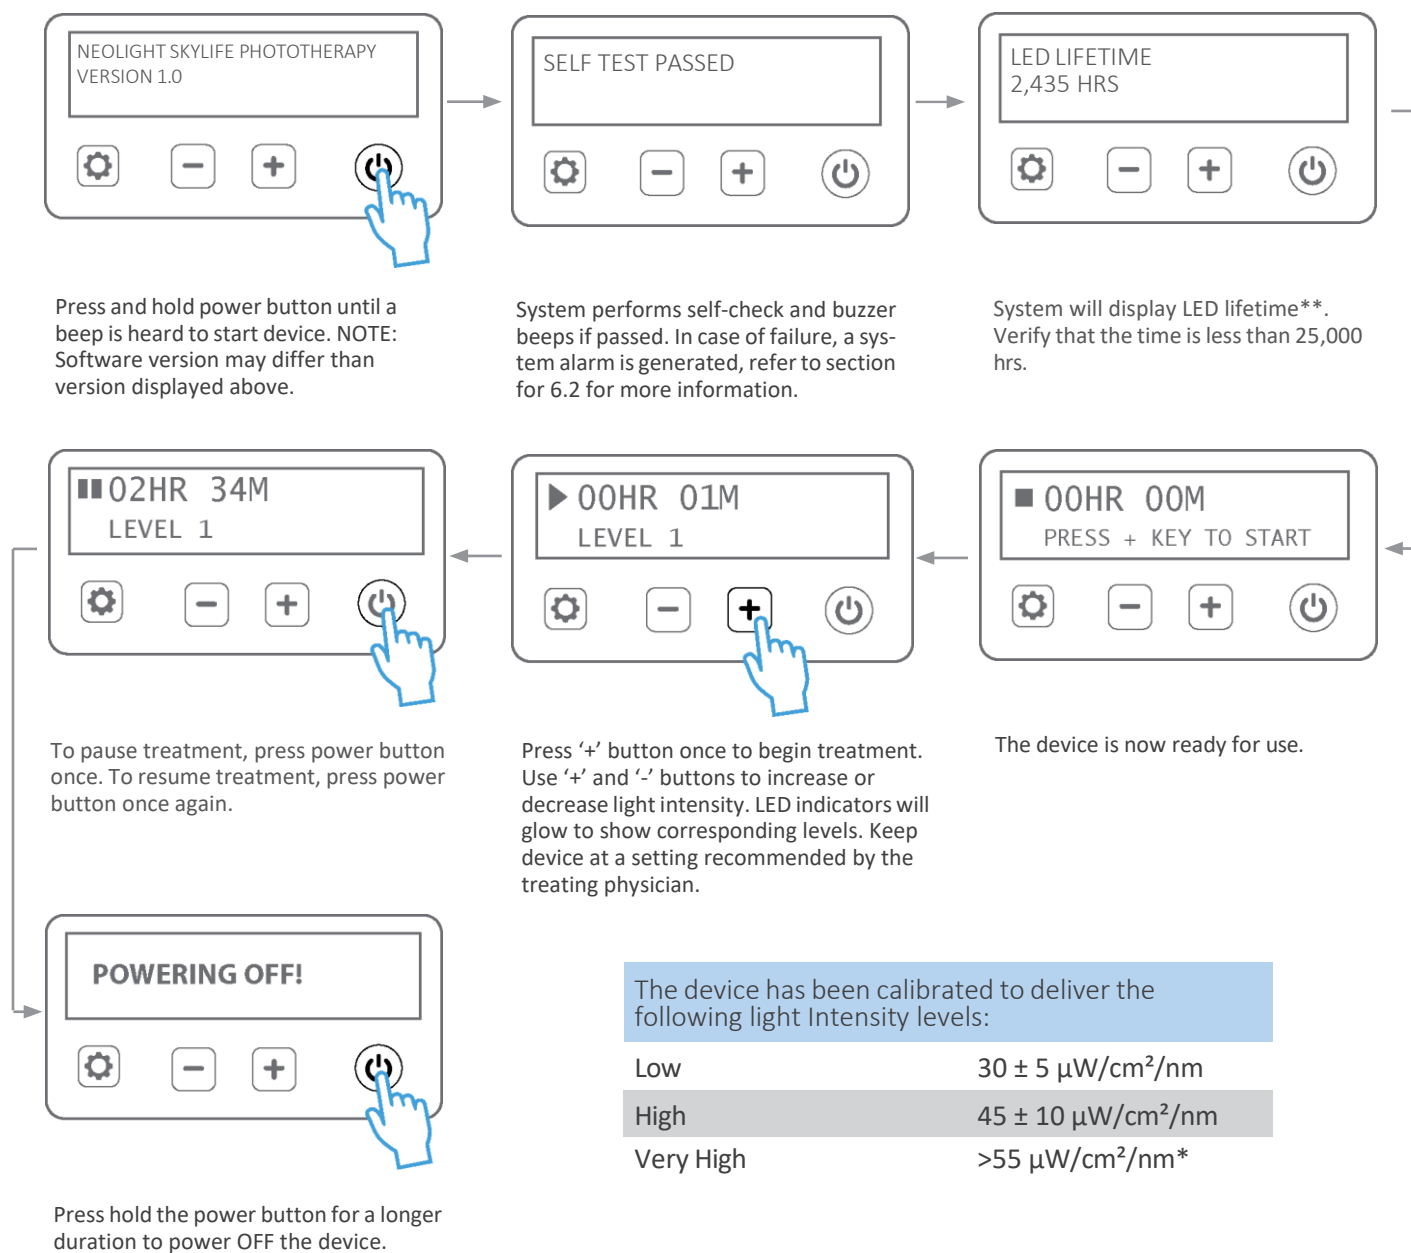 NEOLIGHT SKYLIFE PHOTOTHERAPY
VERSION 1.0
Press and hold power button until a
beep is heard to start device. NOTE:
Software version may differ than
version displayed above.
SELF TEST PASSED
System performs self-check and buzzer
beeps if passed. In case of failure, a sys-
tem alarm is generated, refer to section
for 6.2 for more information.
LED LIFETIME
2,435 HRS
System will display LED lifetime**.
Verify that the time is less than 25,000
hrs.
00HR 00M
PRESS + KEY TO START
The device is now ready for use.
00HR 01M
LEVEL 1
Press ‘+’ button once to begin treatment.
Use ‘+’ and ‘-’ buttons to increase or
decrease light intensity. LED indicators will
glow to show corresponding levels. Keep
device at a setting recommended by the
treating physician.
02HR 34M
LEVEL 1
To pause treatment, press power button
once. To resume treatment, press power
button once again.
POWERING OFF!
Press hold the power button for a longer
duration to power OFF the device.
The device has been calibrated to deliver the
following light Intensity levels:
Low 30 ± 5 µW/cm²/nm
High 45 ± 10 µW/cm²/nm
Very High >55 µW/cm²/nm*